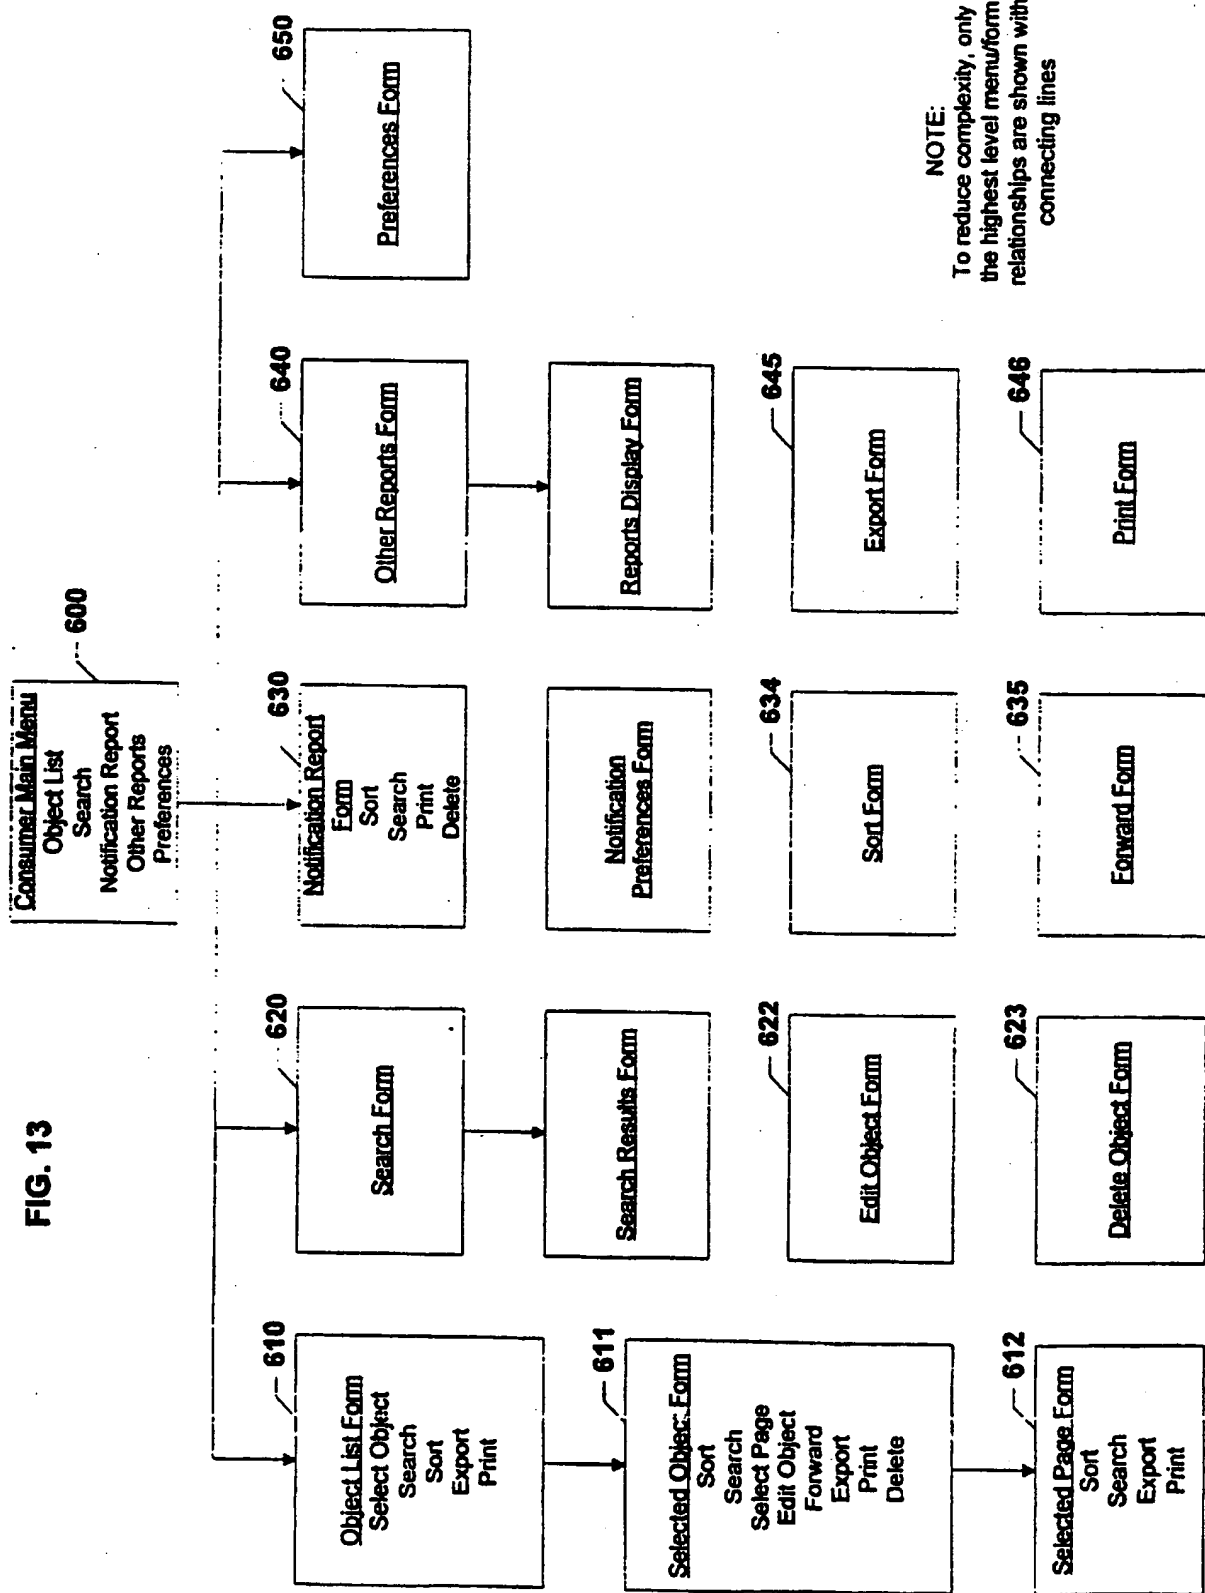 FIG. 13
Consumer Main Menu
Object List
Search
Notification Report
Other Reports
Preferences
600
610
Object List Form
Select Object
Search
Sort
Export
Print
620
Search Form
630
Notification Report
Form
Sort
Search
Print
Delete
640
Other Reports Form
650
Preferences Form
611
Selected Object Form
Sort
Search
Select Page
Edit Object
Forward
Export
Print
Delete
Search Results Form
Notification
Preferences Form
Reports Display Form
622
Edit Object Form
634
Sort Form
645
Export Form
612
Selected Page Form
Sort
Search
Export
Print
623
Delete Object Form
635
Forward Form
646
Print Form
NOTE:
To reduce complexity, only
the highest level menu/form
relationships are shown with
connecting lines